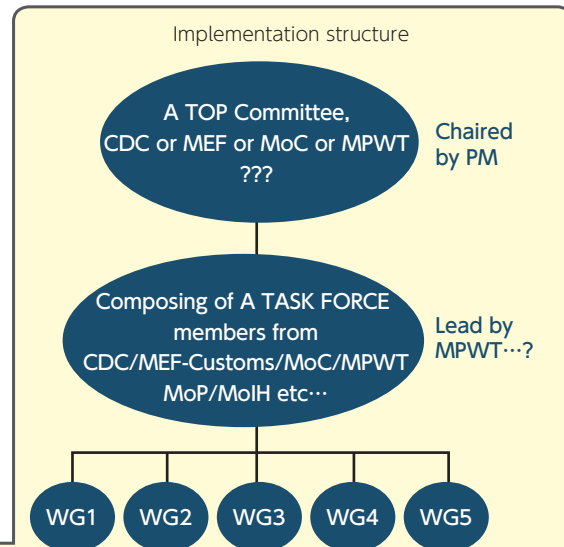 Implementation structure
A TOP Committee,
CDC or MEF or MoC or MPWT
???
Chaired
by PM
Composing of A TASK FORCE
members from
CDC/MEF-Customs/MoC/MPWT
MoP/MoIH etc…
Lead by
MPWT…?
WG1 WG2 WG3 WG4 WG5